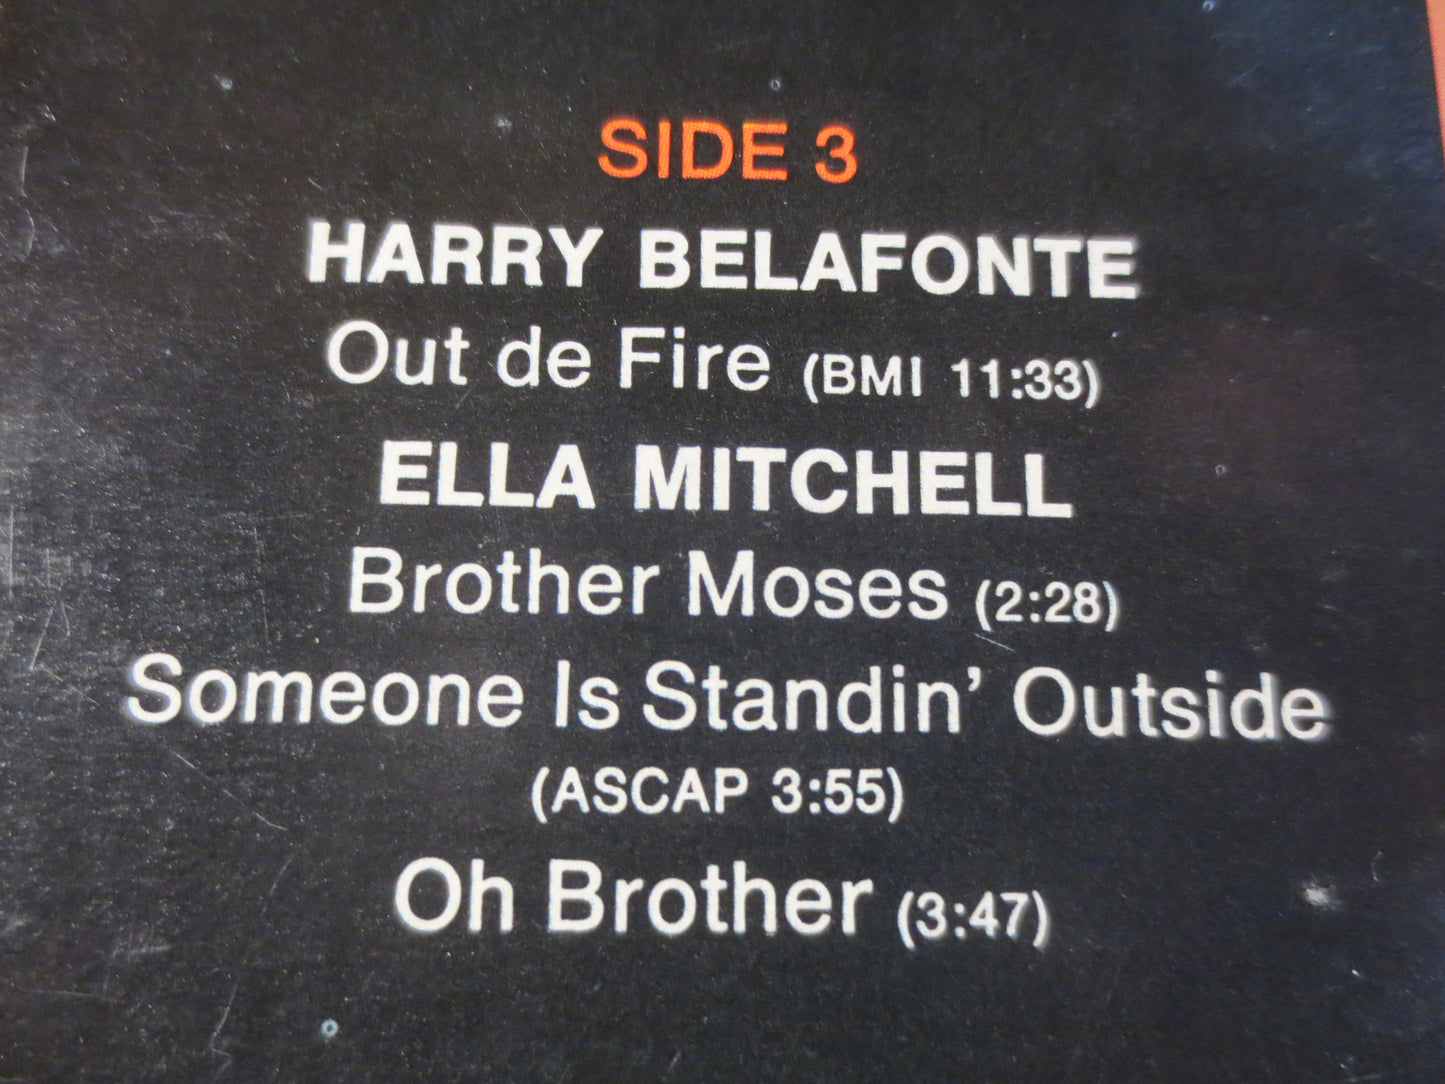 SIDE 3
HARRY BELAFONTE
Out de Fire (BMI 11:33)
ELLA MITCHELL
Brother Moses (2:28)
Someone Is Standin’ Outside
(ASCAP 3:55)
Oh Brother (3:47)